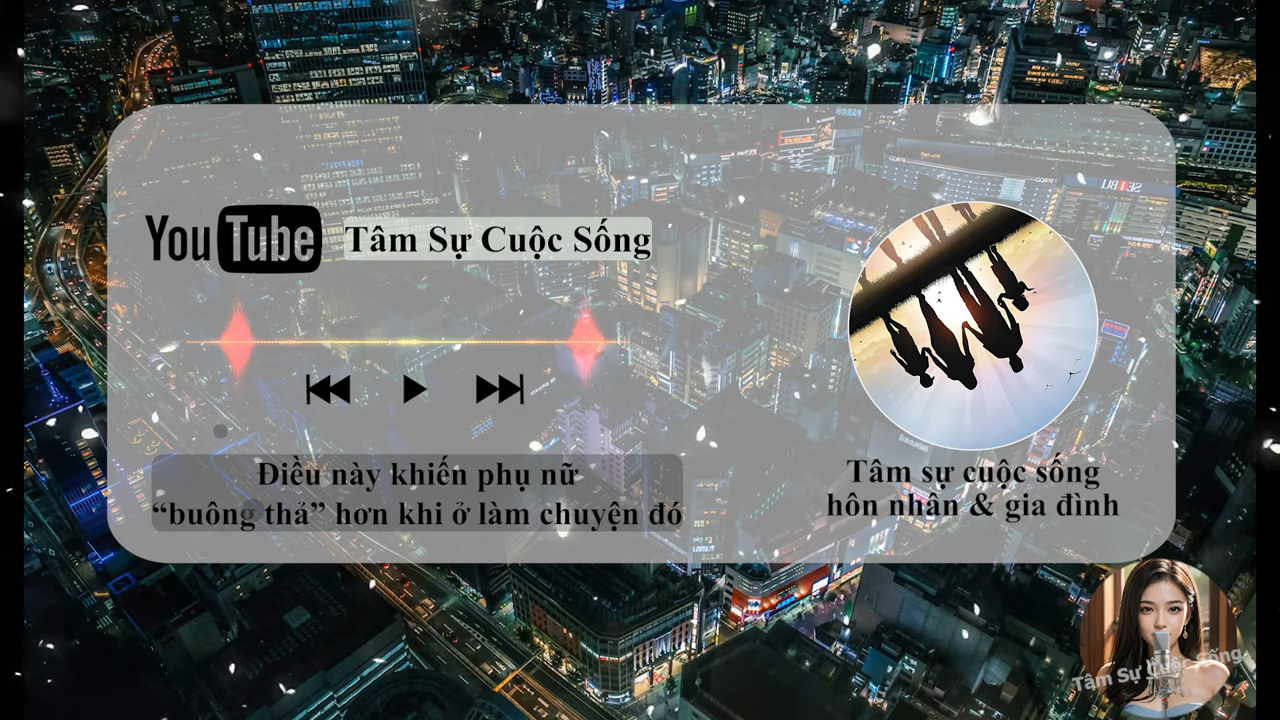 YouTube
Tâm Sự Cuộc Sống
Điều này khiến phụ nữ
“buông thả” hơn khi ở làm chuyện đó
Tâm sự cuộc sống
hôn nhân & gia đình
Tâm Sự Cuộc Sống